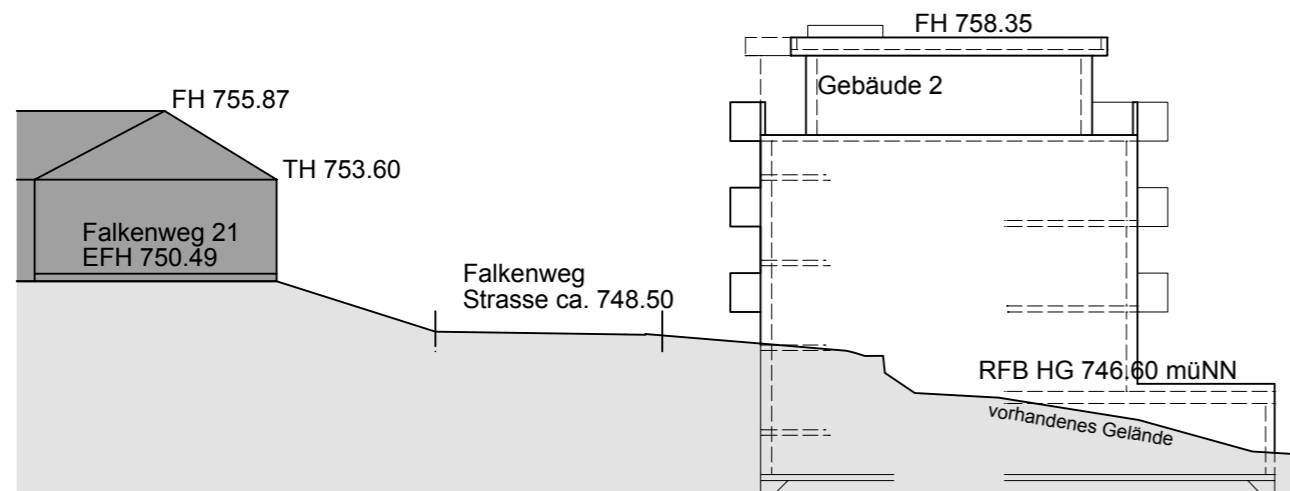 FH 758.35
Gebäude 2
FH 755.87
TH 753.60
Falkenweg 21
EFH 750.49
Falkenweg
Strasse ca. 748.50
RFB HG 746.60 müNN
vorhandenes Gelände